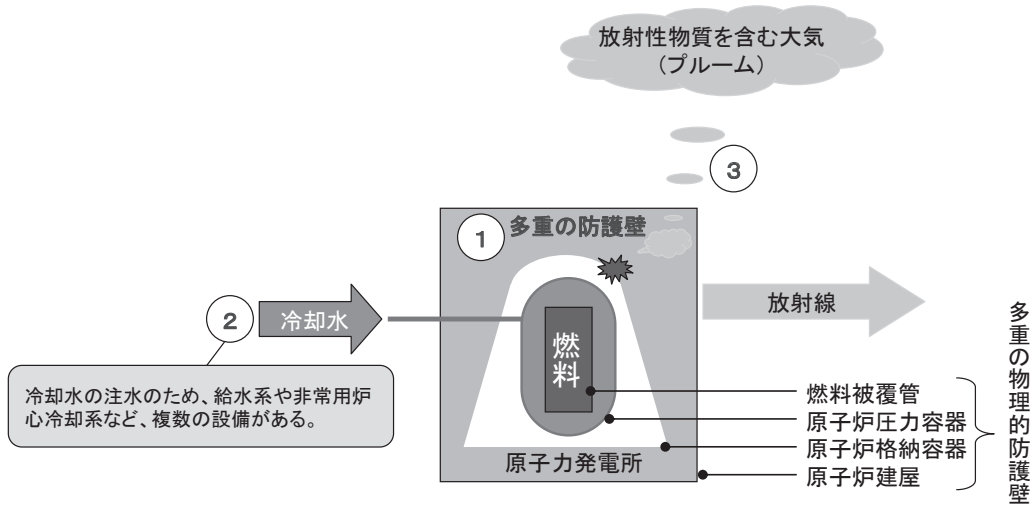 放射性物質を含む大気
（プルーム）
3
1
多重の防護壁
2
冷却水
放射線
燃料
冷却水の注水のため、給水系や非常用炉
心冷却系など、複数の設備がある。
燃料被覆管
原子炉圧力容器
原子炉格納容器
原子炉建屋
原子力発電所
多重の物理的防護壁